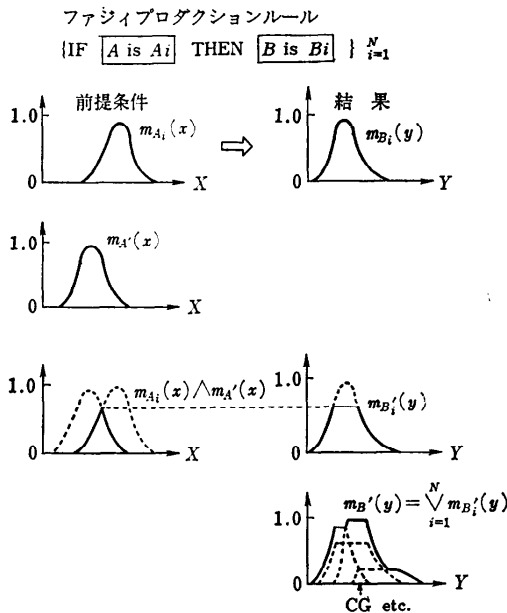 ファジィプロダクションルール
{IF A is Ai THEN B is Bi } N i=1
前提条件
結果
1.0
mAi(x)
0
X
⇨
1.0
mBi(y)
0
Y
1.0
mA'(x)
0
X
1.0
mAi(x)∧mA'(x)
0
X
1.0
mBi'(y)
0
Y
1.0
mB'(y)=∨ N i=1 mBi'(y)
0
Y
CG etc.